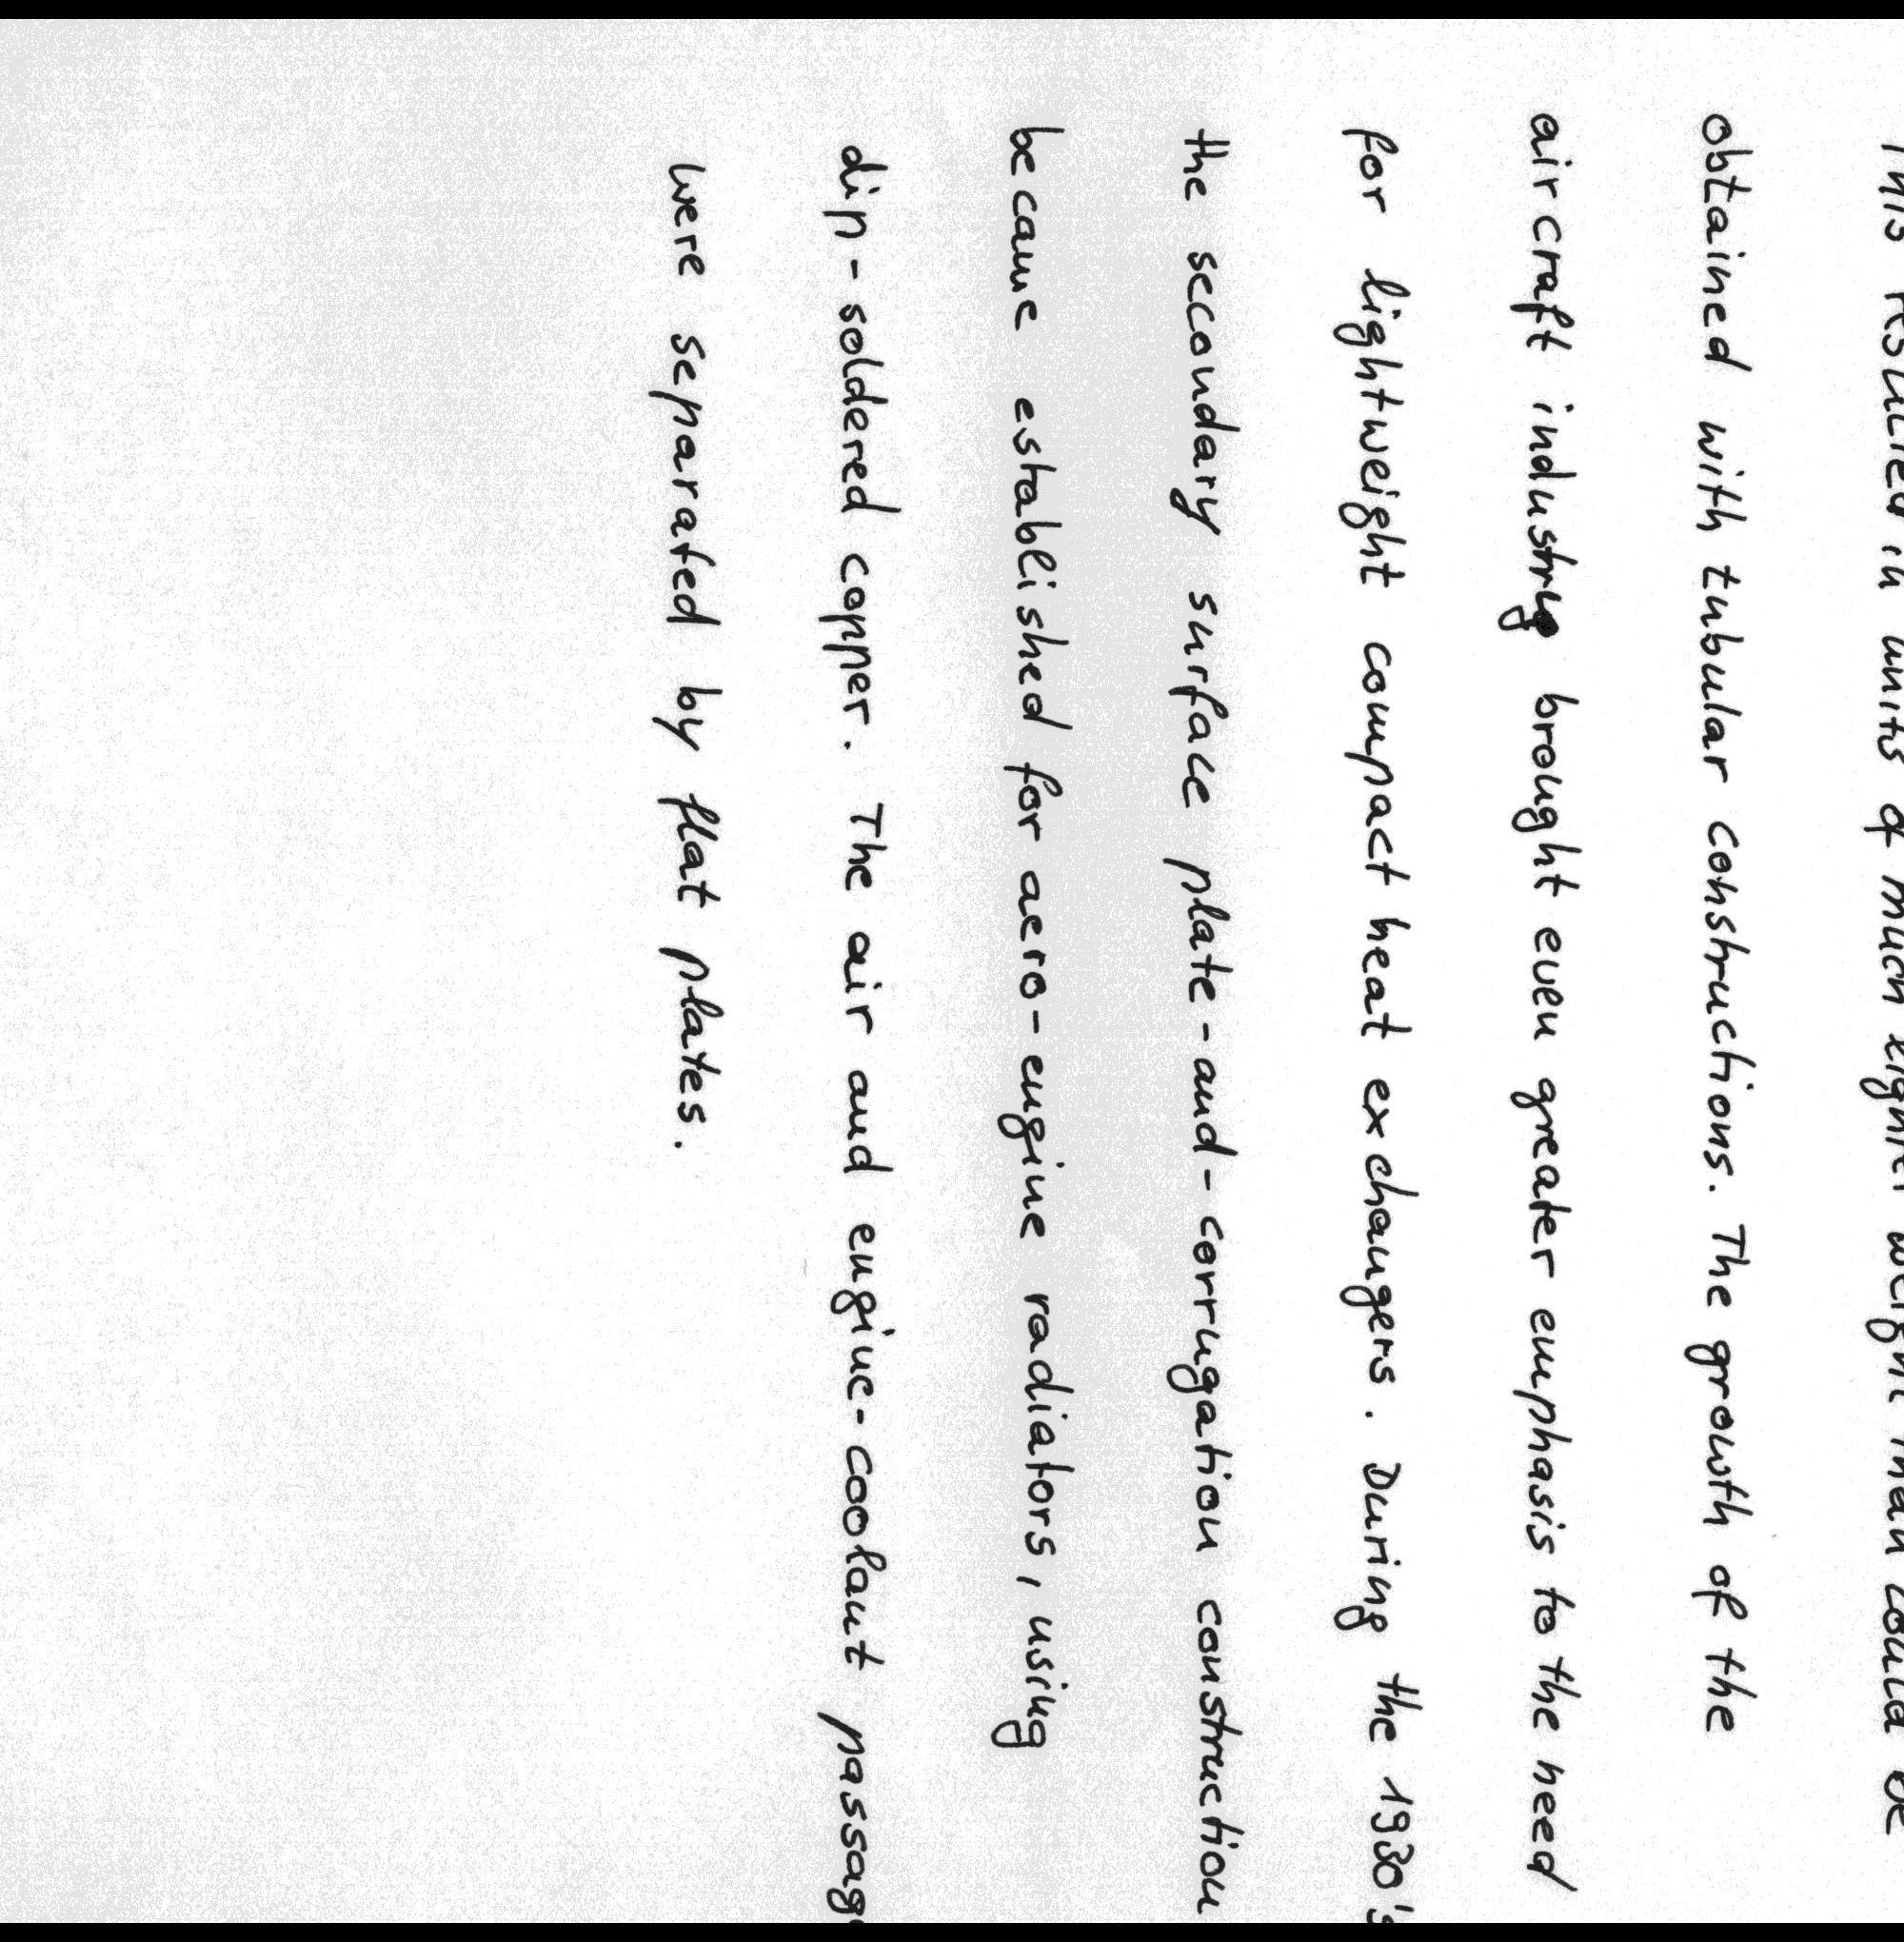 This resulted in units of much lighter weight than could be
obtained with tubular constructions. The growth of the
aircraft industry brought even greater emphasis to the need
for lightweight compact heat exchangers. During the 1930's
the secondary surface plate-and-corrugation construction
became established for aero-engine radiators, using
dip-soldered copper. The air and engine-coolant passag
were separated by flat plates.